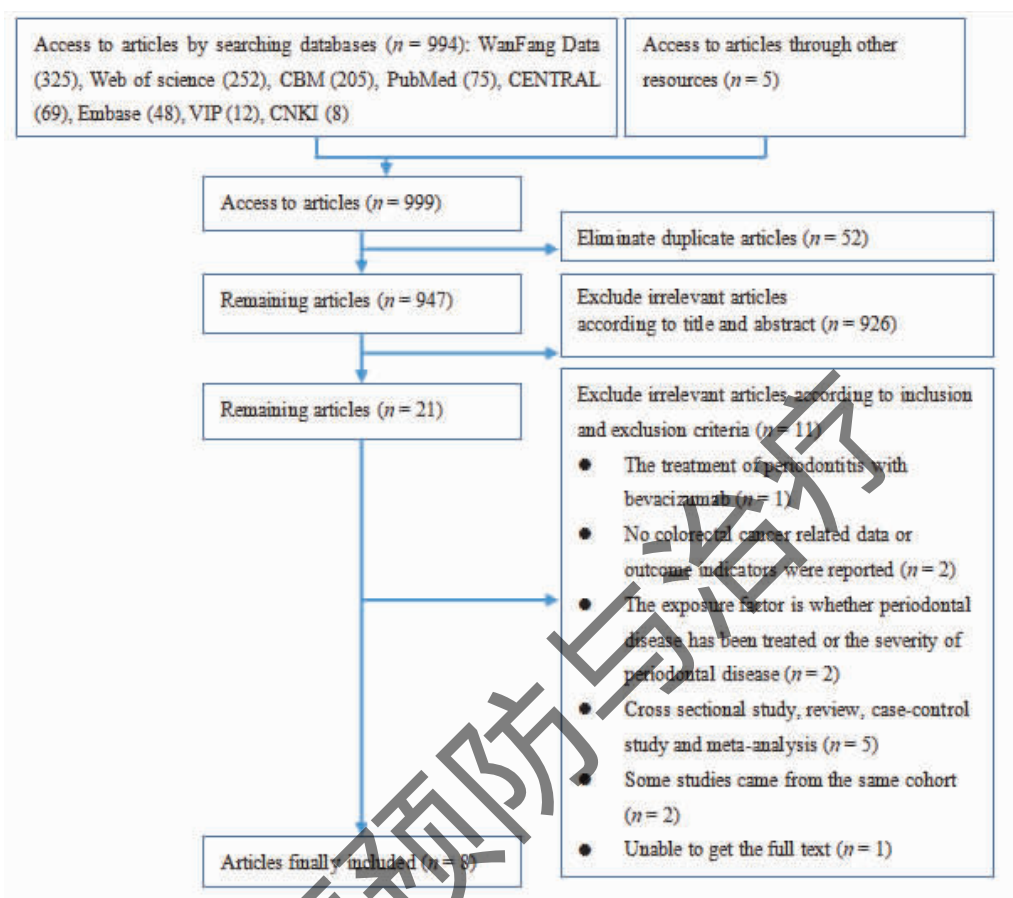 Access to articles by searching databases (n = 994): WanFang Data
(325), Web of science (252), CBM (205), PubMed (75), CENTRAL
(69), Embase (48), VIP (12), CNKI (8)
Access to articles through other
resources (n = 5)
Access to articles (n = 999)
Eliminate duplicate articles (n = 52)
Remaining articles (n = 947)
Exclude irrelevant articles
according to title and abstract (n = 926)
Remaining articles (n = 21)
Exclude irrelevant articles according to inclusion
and exclusion criteria (n = 11)
● The treatment of periodontitis with
bevacizumab (n = 1)
● No colorectal cancer related data or
outcome indicators were reported (n = 2)
● The exposure factor is whether periodontal
disease has been treated or the severity of
periodontal disease (n = 2)
● Cross sectional study, review, case-control
study and meta-analysis (n = 5)
● Some studies came from the same cohort
(n = 2)
● Unable to get the full text (n = 1)
Articles finally included (n = 8)
预防与治疗